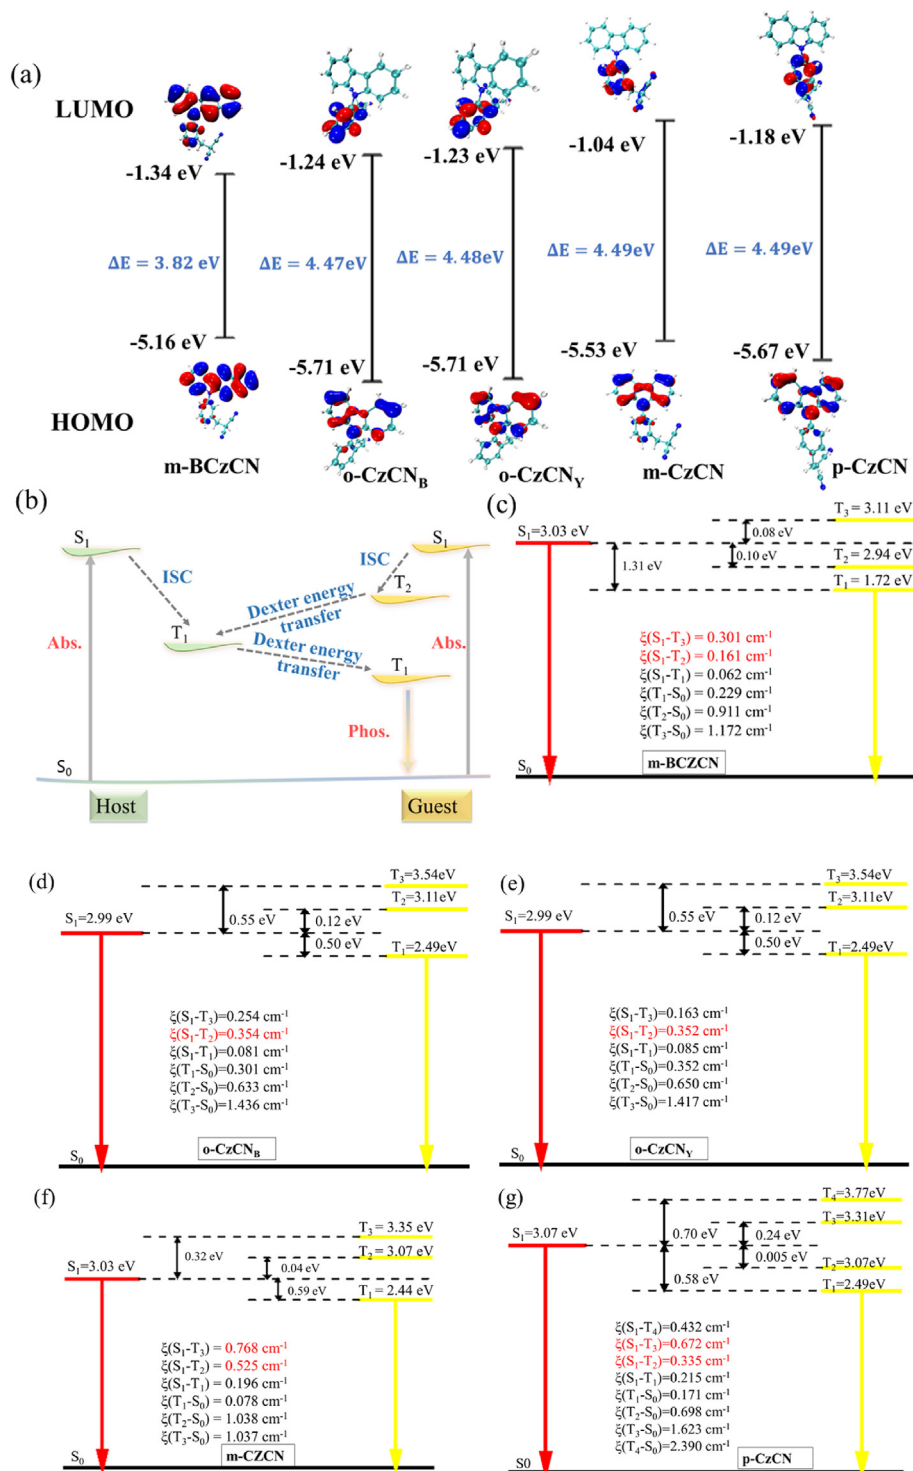 (a)
LUMO
-1.34 eV
-1.24 eV
-1.23 eV
-1.04 eV
-1.18 eV
ΔE = 3.82 eV
ΔE = 4.47eV
ΔE = 4.48eV
ΔE = 4.49eV
ΔE = 4.49eV
-5.16 eV
-5.71 eV
-5.71 eV
-5.53 eV
-5.67 eV
HOMO
m-BCzCN
o-CzCN_B
o-CzCN_Y
m-CzCN
p-CzCN
(b)
S₁
S₁
ISC
ISC
T₂
Dexter energy
transfer
T₁
Abs.
Abs.
Dexter energy
transfer
T₁
Phos.
S₀
Host
Guest
(c)
T₃ = 3.11 eV
S₁=3.03 eV
0.08 eV
1.31 eV
0.10 eV
T₂ = 2.94 eV
T₁ = 1.72 eV
ξ(S₁-T₃) = 0.301 cm⁻¹
ξ(S₁-T₂) = 0.161 cm⁻¹
ξ(S₁-T₁) = 0.062 cm⁻¹
ξ(T₁-S₀) = 0.229 cm⁻¹
ξ(T₂-S₀) = 0.911 cm⁻¹
ξ(T₃-S₀) = 1.172 cm⁻¹
m-BCZCN
S₀
(d)
T₃=3.54eV
T₂=3.11eV
S₁=2.99 eV
0.55 eV
0.12 eV
0.50 eV
T₁=2.49eV
ξ(S₁-T₃)=0.254 cm⁻¹
ξ(S₁-T₂)=0.354 cm⁻¹
ξ(S₁-T₁)=0.081 cm⁻¹
ξ(T₁-S₀)=0.301 cm⁻¹
ξ(T₂-S₀)=0.633 cm⁻¹
ξ(T₃-S₀)=1.436 cm⁻¹
S₀
o-CzCN_B
(e)
T₃=3.54eV
T₂=3.11eV
S₁=2.99 eV
0.55 eV
0.12 eV
0.50 eV
T₁=2.49eV
ξ(S₁-T₃)=0.163 cm⁻¹
ξ(S₁-T₂)=0.352 cm⁻¹
ξ(S₁-T₁)=0.085 cm⁻¹
ξ(T₁-S₀)=0.352 cm⁻¹
ξ(T₂-S₀)=0.650 cm⁻¹
ξ(T₃-S₀)=1.417 cm⁻¹
S₀
o-CzCN_Y
(f)
T₃ = 3.35 eV
0.32 eV
T₂ = 3.07 eV
S₁=3.03 eV
0.04 eV
0.59 eV
T₁ = 2.44 eV
ξ(S₁-T₃) = 0.768 cm⁻¹
ξ(S₁-T₂) = 0.525 cm⁻¹
ξ(S₁-T₁) = 0.196 cm⁻¹
ξ(T₁-S₀) = 0.078 cm⁻¹
ξ(T₂-S₀) = 1.038 cm⁻¹
ξ(T₃-S₀) = 1.037 cm⁻¹
S₀
m-CZCN
(g)
T₄=3.77eV
T₃=3.31eV
S₁=3.07 eV
0.70 eV
0.24 eV
0.005 eV
T₂=3.07eV
0.58 eV
T₁=2.49eV
ξ(S₁-T₄)=0.432 cm⁻¹
ξ(S₁-T₃)=0.672 cm⁻¹
ξ(S₁-T₂)=0.335 cm⁻¹
ξ(S₁-T₁)=0.215 cm⁻¹
ξ(T₁-S₀)=0.171 cm⁻¹
ξ(T₂-S₀)=0.698 cm⁻¹
ξ(T₃-S₀)=1.623 cm⁻¹
ξ(T₄-S₀)=2.390 cm⁻¹
S0
p-CzCN